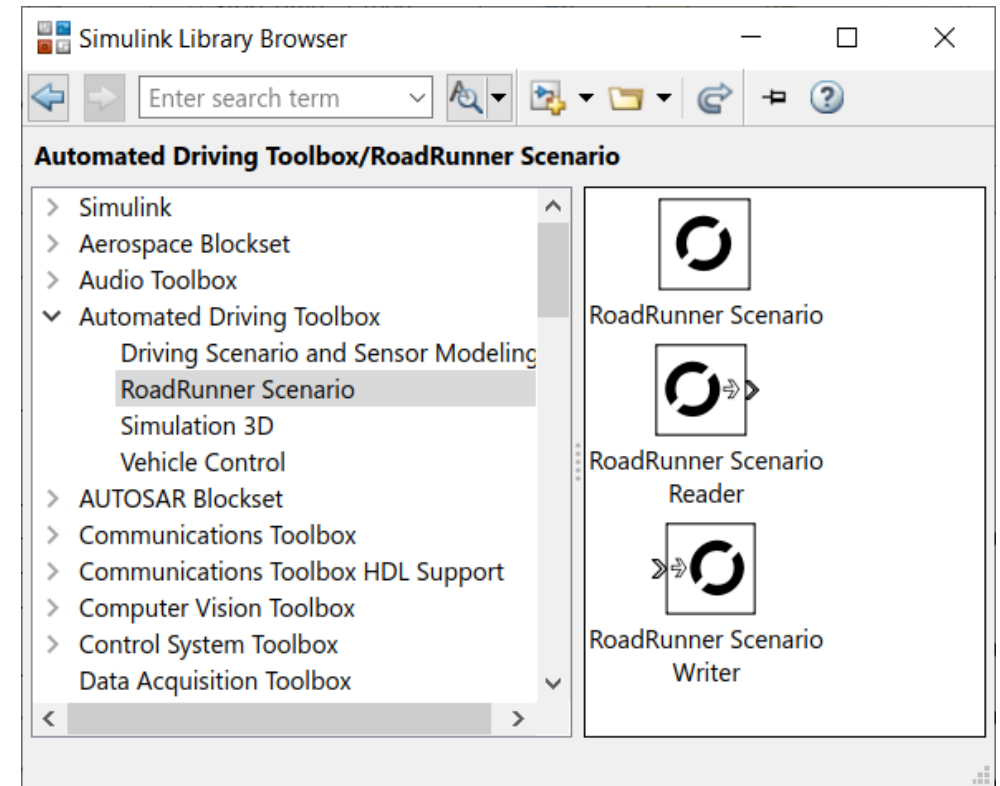 Simulink Library Browser
Enter search term
Automated Driving Toolbox/RoadRunner Scenario
Simulink
Aerospace Blockset
Audio Toolbox
Automated Driving Toolbox
Driving Scenario and Sensor Modeling
RoadRunner Scenario
Simulation 3D
Vehicle Control
AUTOSAR Blockset
Communications Toolbox
Communications Toolbox HDL Support
Computer Vision Toolbox
Control System Toolbox
Data Acquisition Toolbox
RoadRunner Scenario
RoadRunner Scenario
Reader
RoadRunner Scenario
Writer